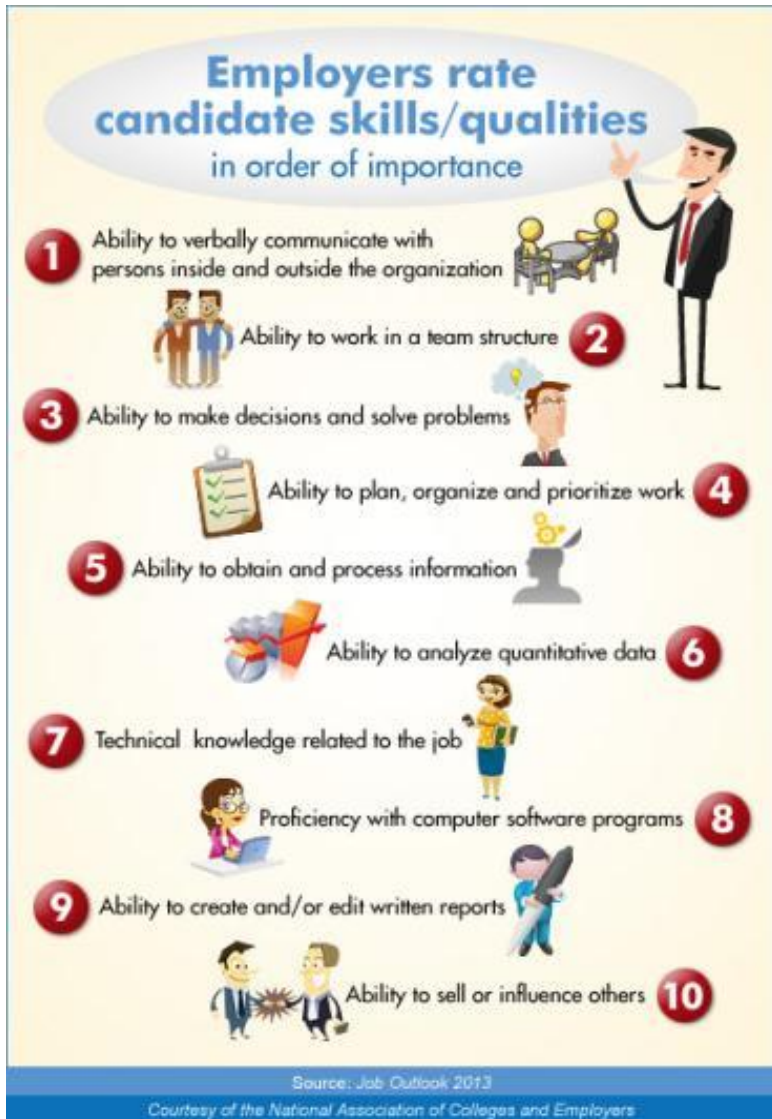 Employers rate
candidate skills/qualities
in order of importance
1
Ability to verbally communicate with
persons inside and outside the organization
Ability to work in a team structure
2
3
Ability to make decisions and solve problems
Ability to plan, organize and prioritize work
4
5
Ability to obtain and process information
Ability to analyze quantitative data
6
7
Technical knowledge related to the job
Proficiency with computer software programs
8
9
Ability to create and/or edit written reports
Ability to sell or influence others
10
Source: Job Outlook 2013
Courtesy of the National Association of Colleges and Employers